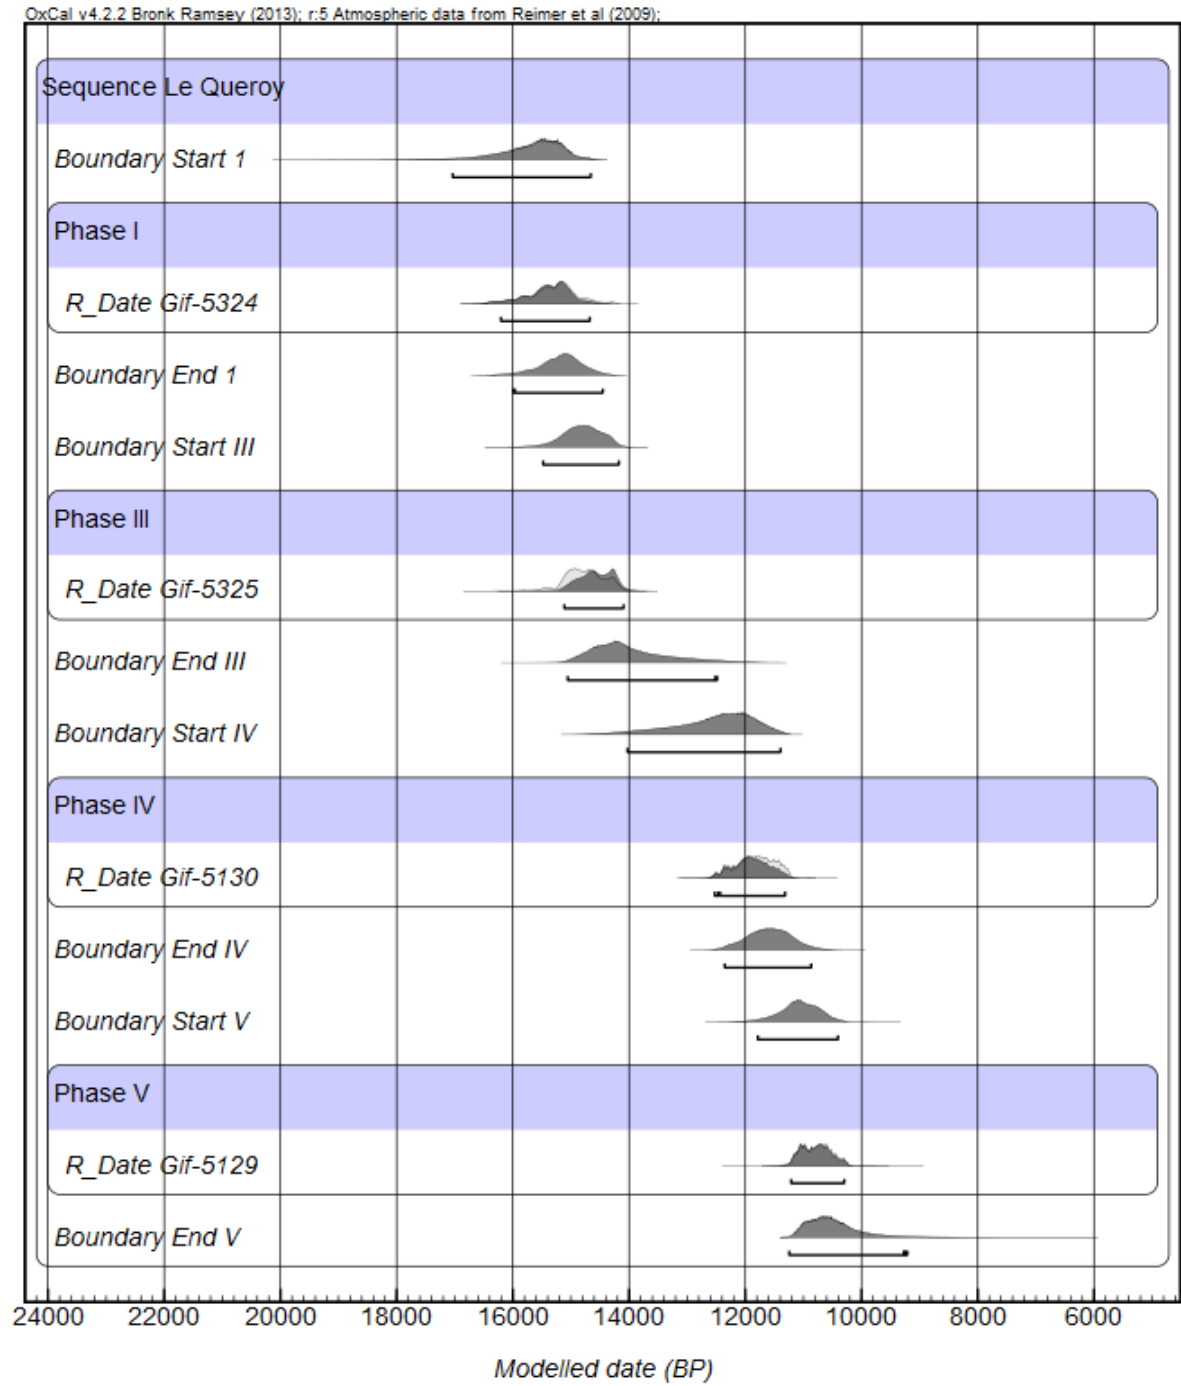 OxCal v4.2.2 Bronk Ramsey (2013); r:5 Atmospheric data from Reimer et al (2009);
Sequence Le Queroy
Boundary Start 1
Phase I
R_Date Gif-5324
Boundary End 1
Boundary Start III
Phase III
R_Date Gif-5325
Boundary End III
Boundary Start IV
Phase IV
R_Date Gif-5130
Boundary End IV
Boundary Start V
Phase V
R_Date Gif-5129
Boundary End V
24000 22000 20000 18000 16000 14000 12000 10000 8000 6000
Modelled date (BP)